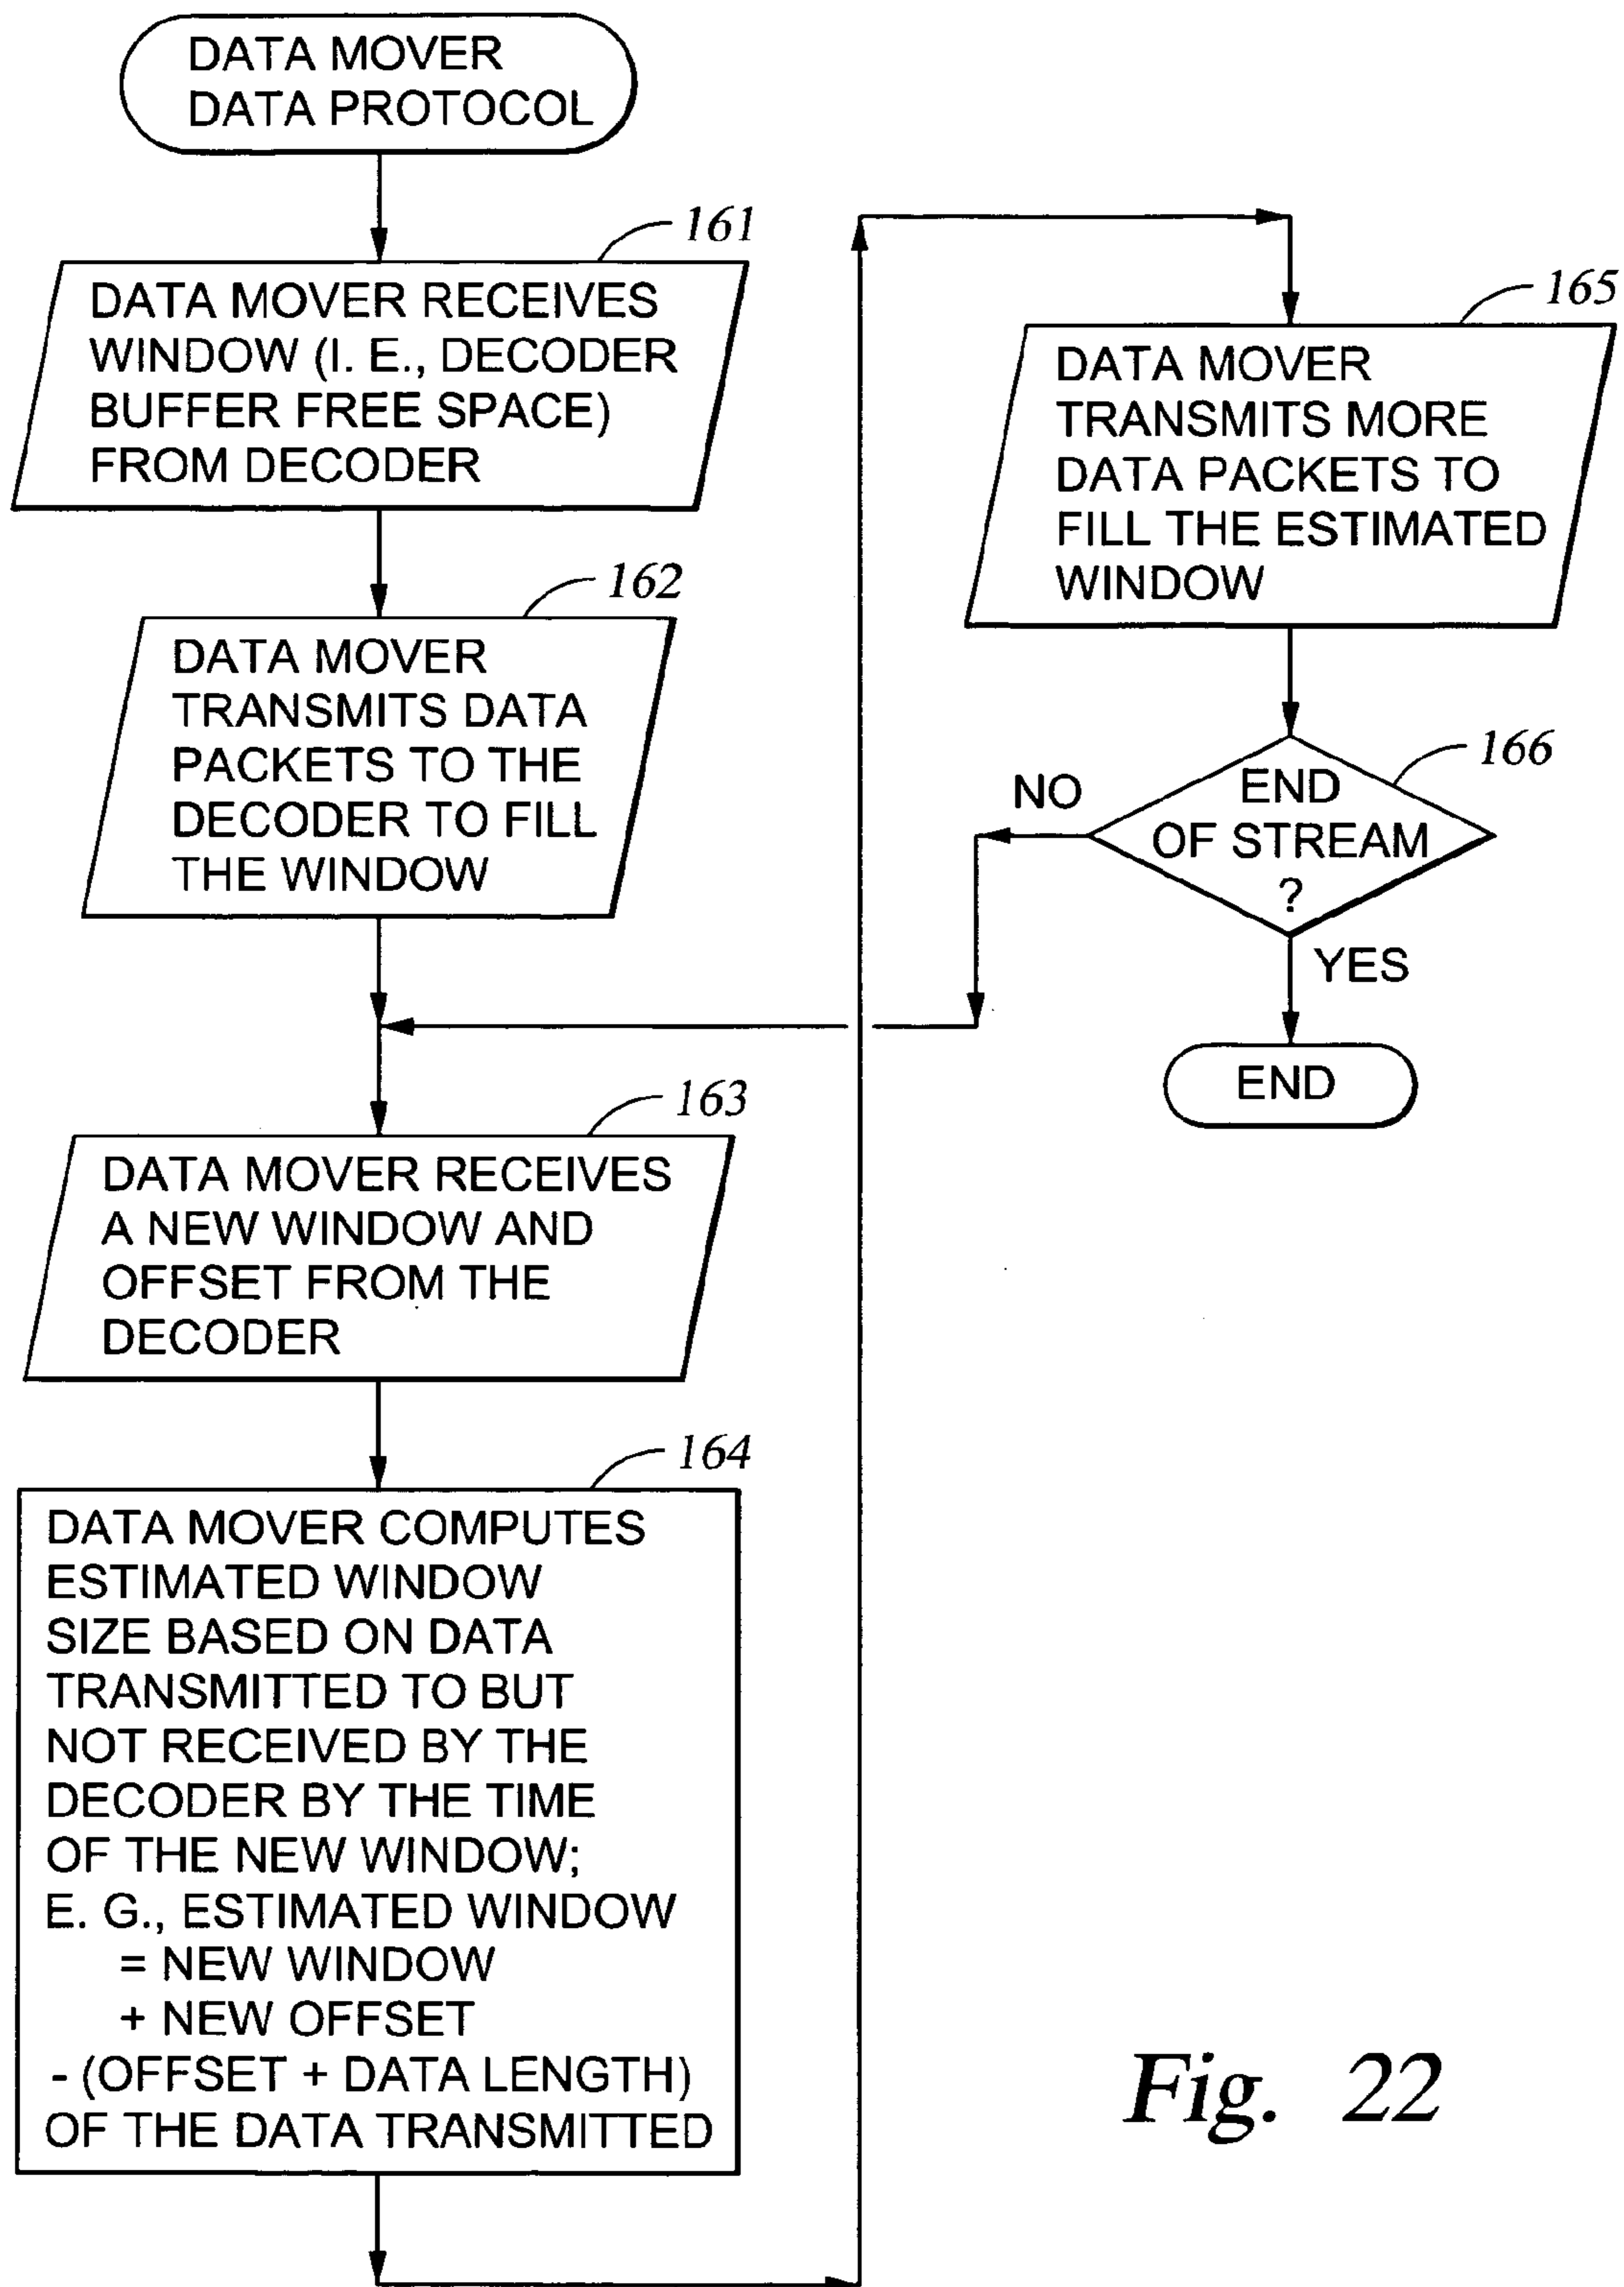 DATA MOVER
DATA PROTOCOL
161
DATA MOVER RECEIVES
WINDOW (I. E., DECODER
BUFFER FREE SPACE)
FROM DECODER
162
DATA MOVER
TRANSMITS DATA
PACKETS TO THE
DECODER TO FILL
THE WINDOW
163
DATA MOVER RECEIVES
A NEW WINDOW AND
OFFSET FROM THE
DECODER
164
DATA MOVER COMPUTES
ESTIMATED WINDOW
SIZE BASED ON DATA
TRANSMITTED TO BUT
NOT RECEIVED BY THE
DECODER BY THE TIME
OF THE NEW WINDOW;
E. G., ESTIMATED WINDOW
= NEW WINDOW
+ NEW OFFSET
- (OFFSET + DATA LENGTH)
OF THE DATA TRANSMITTED
165
DATA MOVER
TRANSMITS MORE
DATA PACKETS TO
FILL THE ESTIMATED
WINDOW
166
END
OF STREAM
?
NO
YES
END
Fig. 22